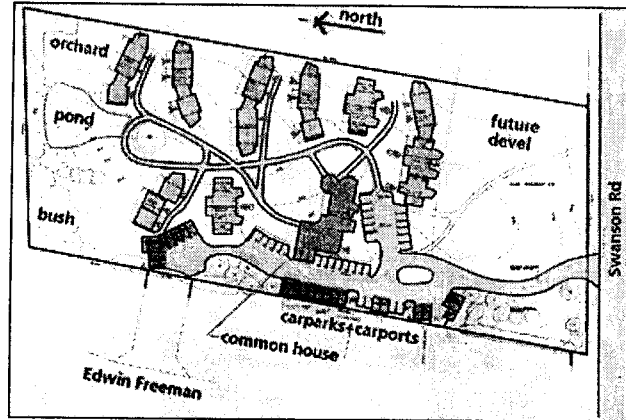 north
orchard
pond
future
devel
bush
Swanson Rd
carparks+carports
common house
Edwin Freeman